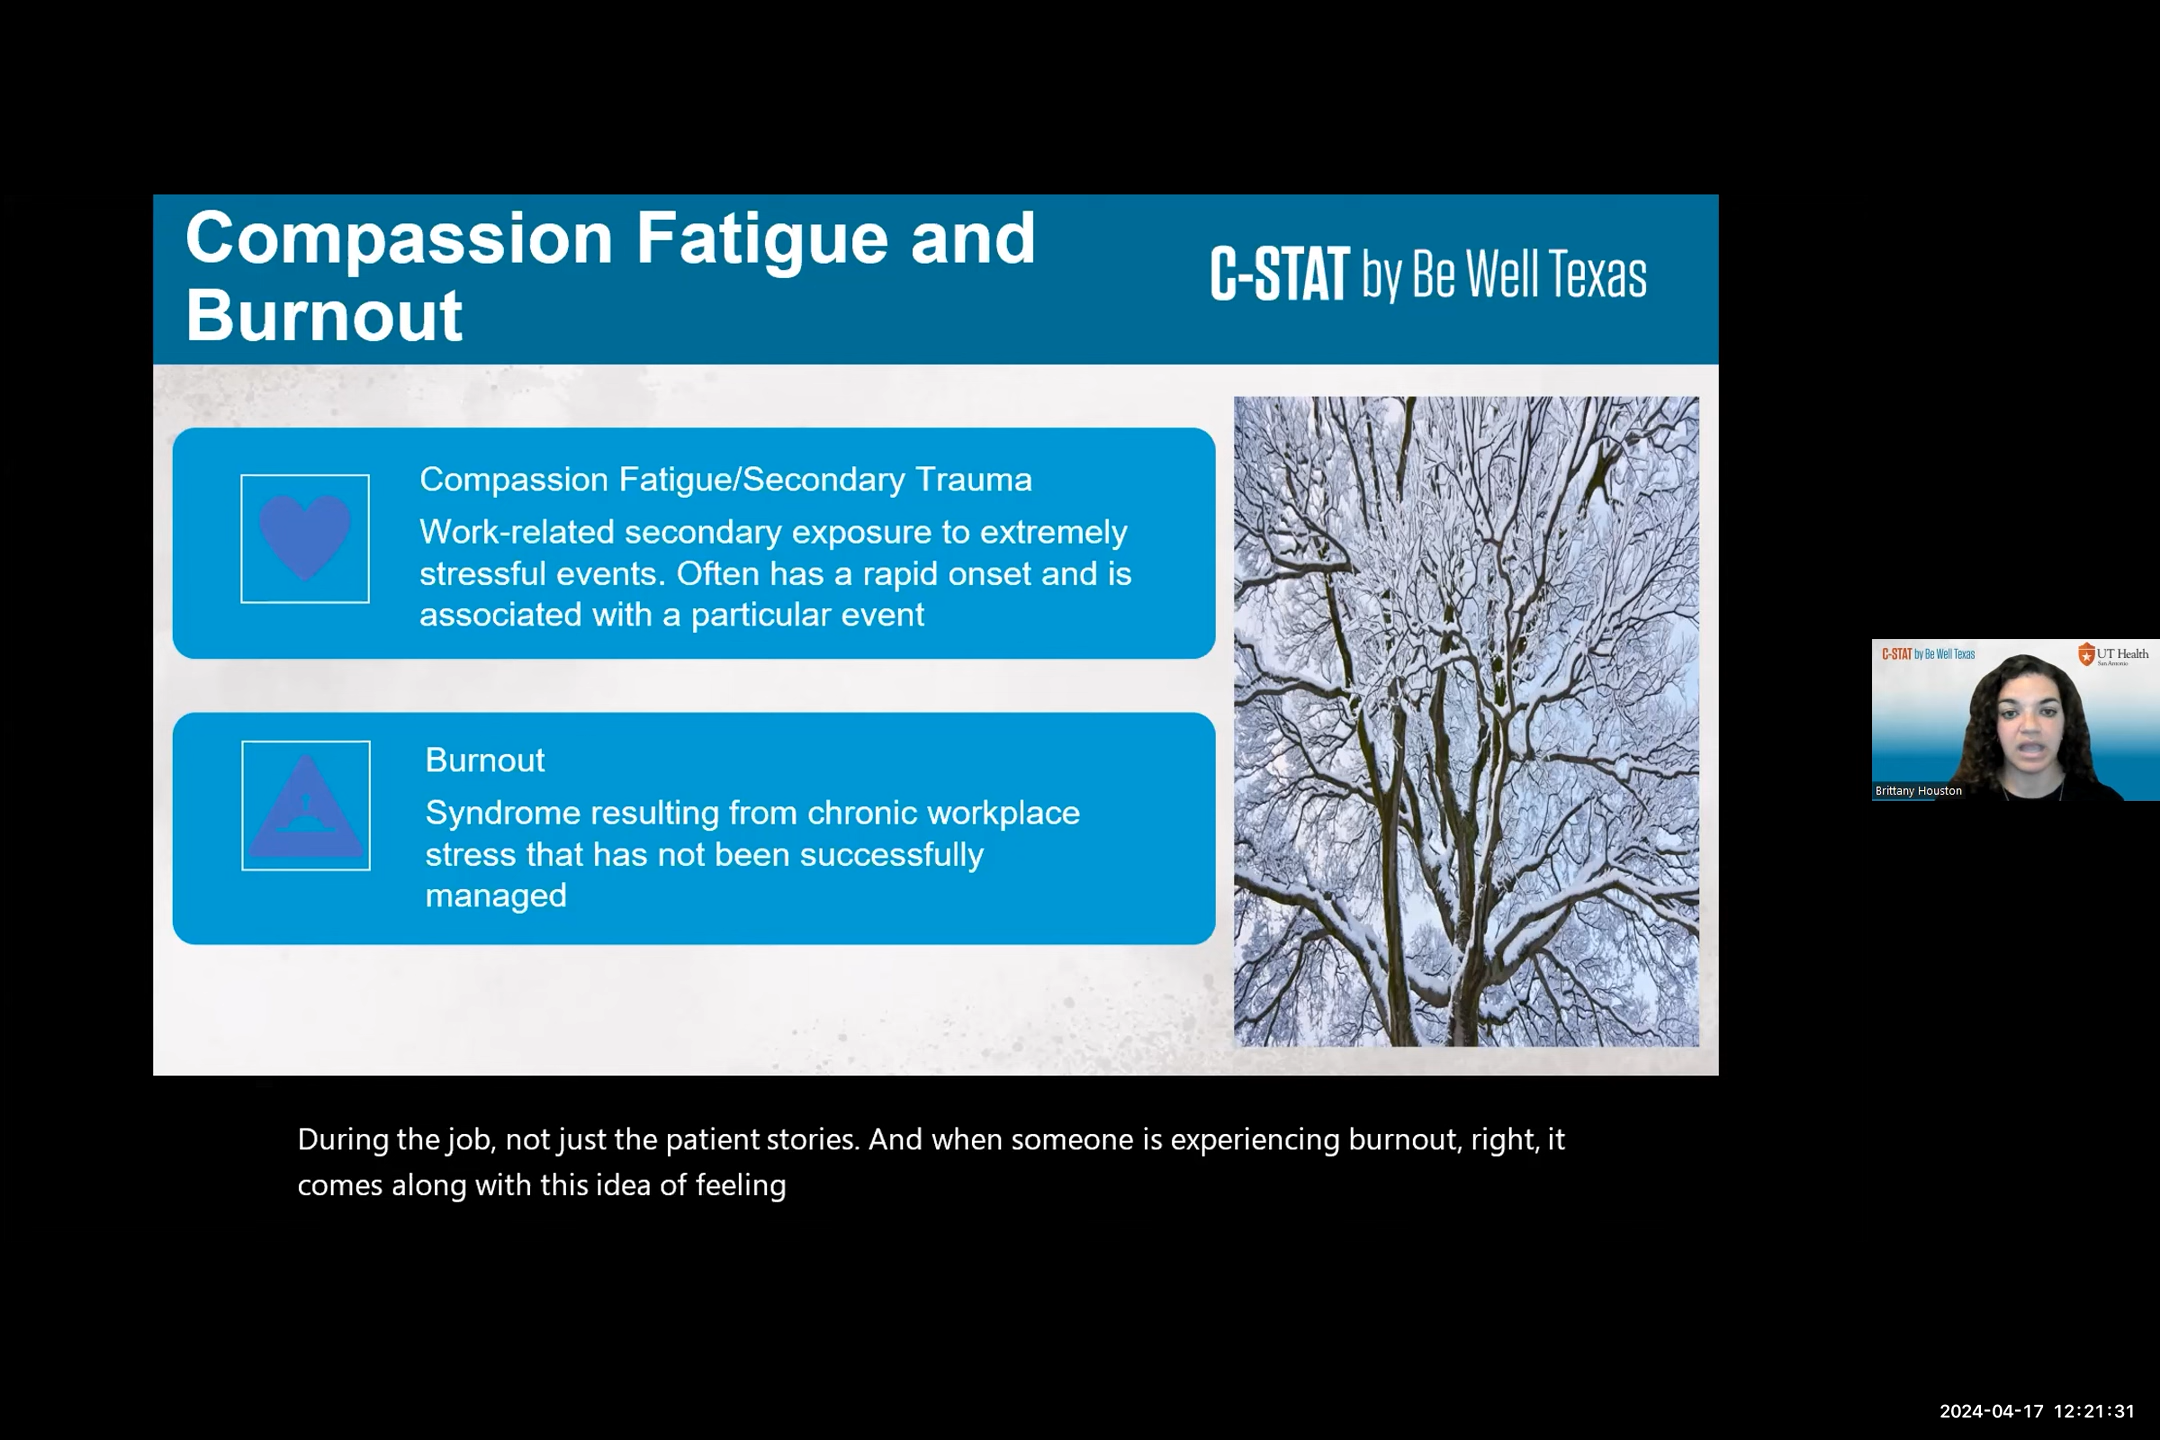 Compassion Fatigue and
Burnout
C-STAT by Be Well Texas
Compassion Fatigue/Secondary Trauma
Work-related secondary exposure to extremely
stressful events. Often has a rapid onset and is
associated with a particular event
Burnout
Syndrome resulting from chronic workplace
stress that has not been successfully
managed
C-STAT by Be Well Texas
UT Health
San Antonio
Brittany Houston
During the job, not just the patient stories. And when someone is experiencing burnout, right, it
comes along with this idea of feeling
2024-04-17 12:21:31